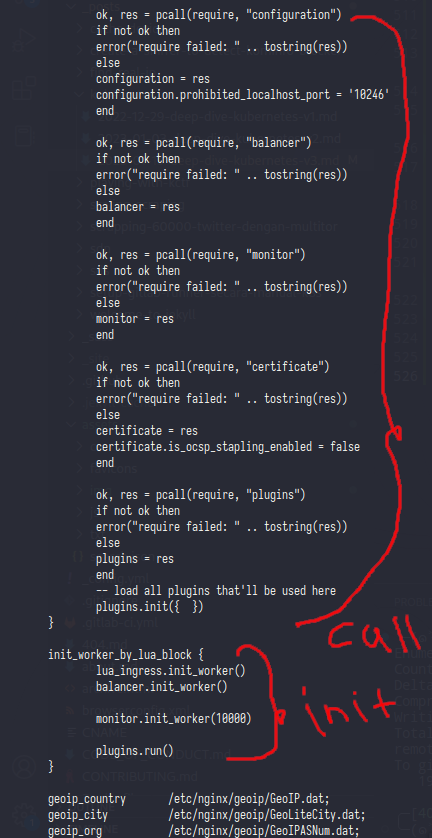 ok, res = pcall(require, "configuration")
if not ok then
error("require failed: " .. tostring(res))
else
configuration = res
configuration.prohibited_localhost_port = '10246'
end
ok, res = pcall(require, "balancer")
if not ok then
error("require failed: " .. tostring(res))
else
balancer = res
end
ok, res = pcall(require, "monitor")
if not ok then
error("require failed: " .. tostring(res))
else
monitor = res
end
ok, res = pcall(require, "certificate")
if not ok then
error("require failed: " .. tostring(res))
else
certificate = res
certificate.is_ocsp_stapling_enabled = false
end
ok, res = pcall(require, "plugins")
if not ok then
error("require failed: " .. tostring(res))
else
plugins = res
end
-- load all plugins that'll be used here
plugins.init({  })
}
call
init_worker_by_lua_block {
lua_ingress.init_worker()
balancer.init_worker()
init
monitor.init_worker(10000)
plugins.run()
}
geoip_country /etc/nginx/geoip/GeoIP.dat;
geoip_city /etc/nginx/geoip/GeoLiteCity.dat;
geoip_org /etc/nginx/geoip/GeoIPASNum.dat;